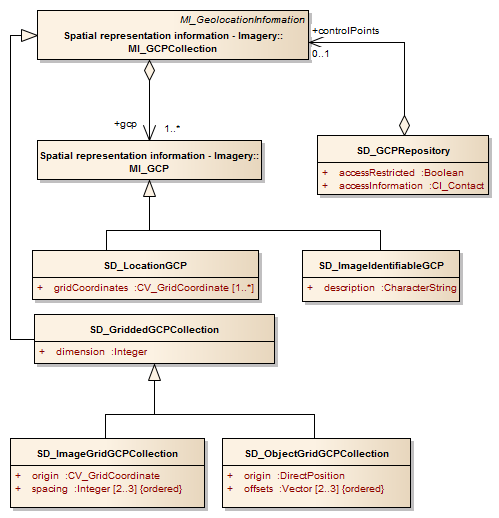 MI_GeolocationInformation
Spatial representation information - Imagery::
MI_GCPCollection
+controlPoints
0..1
+gcp
1..*
Spatial representation information - Imagery::
MI_GCP
SD_GCPRepository
+ accessRestricted :Boolean
+ accessInformation :CI_Contact
SD_LocationGCP
+ gridCoordinates :CV_GridCoordinate [1..*]
SD_ImageIdentifiableGCP
+ description :CharacterString
SD_GriddedGCPCollection
+ dimension :Integer
SD_ImageGridGCPCollection
+ origin :CV_GridCoordinate
+ spacing :Integer [2..3] {ordered}
SD_ObjectGridGCPCollection
+ origin :DirectPosition
+ offsets :Vector [2..3] {ordered}